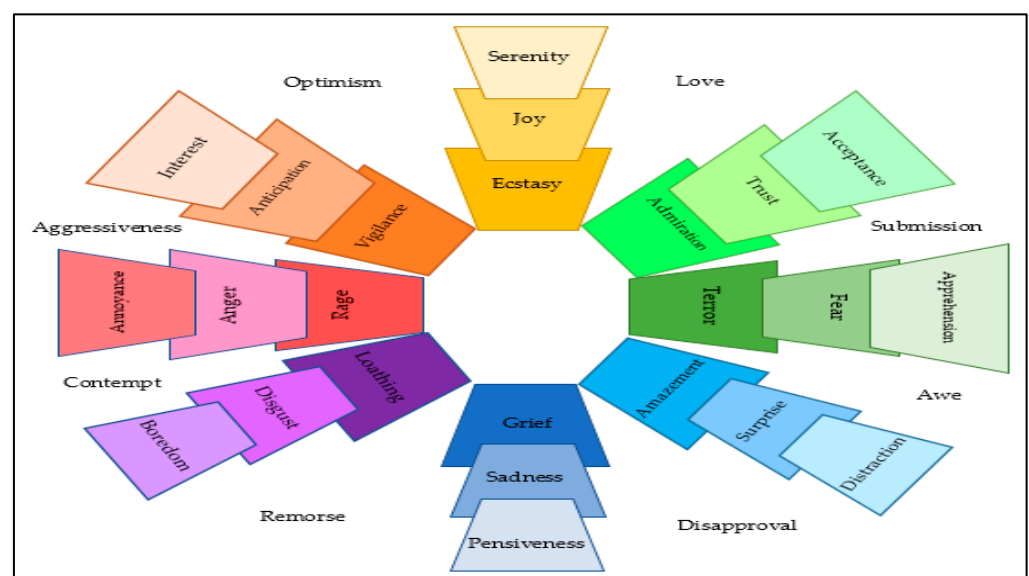 Serenity
Optimism
Love
Joy
Interest
Acceptance
Anticipation
Trust
Ecstasy
Vigilance
Admiration
Aggressiveness
Submission
Annoyance
Anger
Rage
Terror
Fear
Apprehension
Contempt
Loathing
Amazement
Awe
Disgust
Surprise
Boredom
Grief
Distraction
Sadness
Remorse
Disapproval
Pensiveness